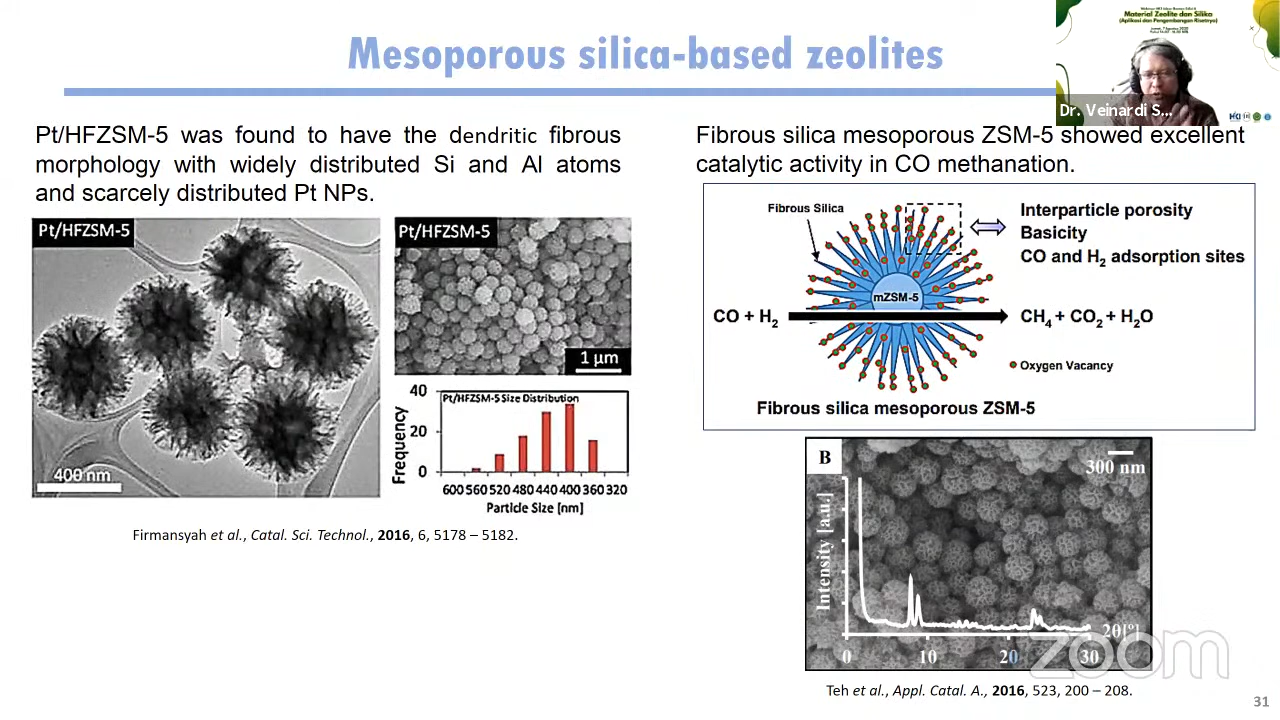 Mesoporous silica-based zeolites
Material Zeolite dan Silika
(Aplikasi dan Pengembangan Risetnya)
Dr. Veinardi S...
Pt/HFZSM-5 was found to have the dendritic fibrous
morphology with widely distributed Si and Al atoms
and scarcely distributed Pt NPs.
Pt/HFZSM-5
400 nm
Pt/HFZSM-5
1 µm
Pt/HFZSM-5 Size Distribution
Frequency
40
20
0
600 560 520 480 440 400 360 320
Particle Size [nm]
Firmansyah et al., Catal. Sci. Technol., 2016, 6, 5178 – 5182.
Fibrous silica mesoporous ZSM-5 showed excellent
catalytic activity in CO methanation.
Fibrous Silica
Interparticle porosity
Basicity
CO and H₂ adsorption sites
mZSM-5
CO + H₂
CH₄ + CO₂ + H₂O
Oxygen Vacancy
Fibrous silica mesoporous ZSM-5
B
300 nm
Intensity [a.u.]
2θ[°]
0 10 20 30
zoom
Teh et al., Appl. Catal. A., 2016, 523, 200 – 208.
31